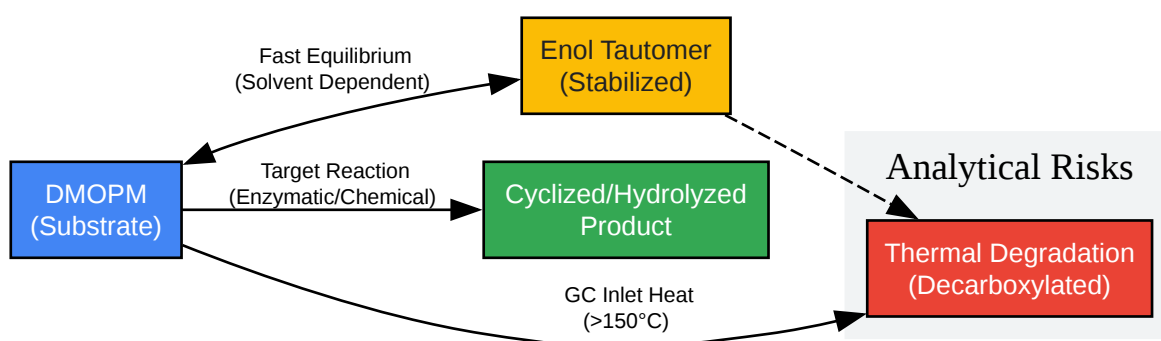 Fast Equilibrium
(Solvent Dependent)
Enol Tautomer
(Stabilized)
DMOPM
(Substrate)
Target Reaction
(Enzymatic/Chemical)
Cyclized/Hydrolyzed
Product
Analytical Risks
Thermal Degradation
(Decarboxylated)
GC Inlet Heat
(>150°C)